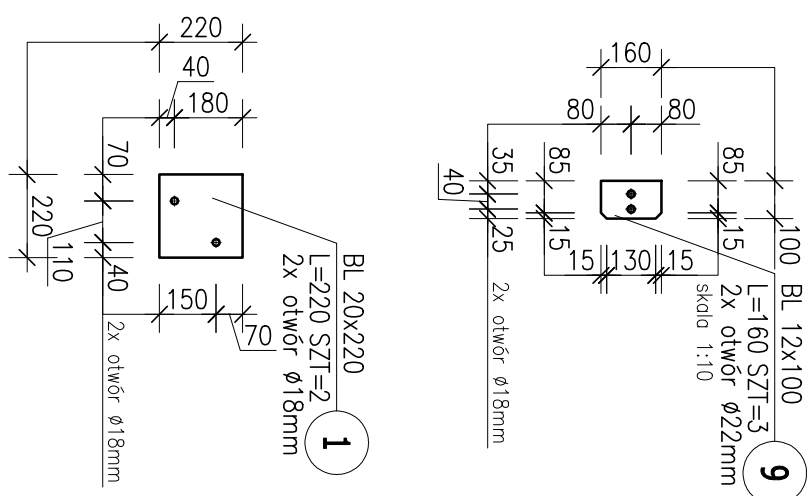 220
40
180
70
220
110
40
150
70
2x otwór ø18mm
BL 20x220
L=220 SZT=2
2x otwór ø18mm
1
160
80
80
35
40
25
85
15
85
15
100
15
130
15
2x otwór ø18mm
BL 12x100
L=160 SZT=3
2x otwór ø22mm
skala 1:10
9